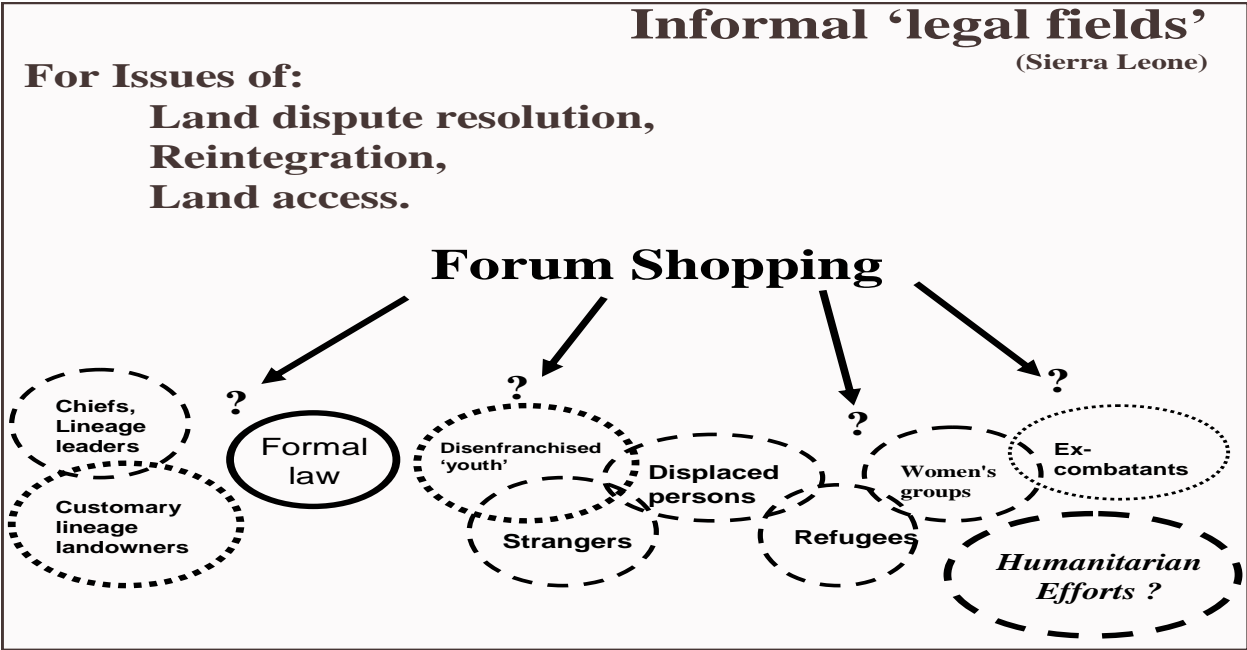 Informal ‘legal fields’
(Sierra Leone)
For Issues of:
Land dispute resolution,
Reintegration,
Land access.
Forum Shopping
?
?
?
?
Chiefs,
Lineage
leaders
Customary
lineage
landowners
Formal
law
Disenfranchised
‘youth’
Strangers
Displaced
persons
Refugees
Women's
groups
Ex-
combatants
Humanitarian
Efforts ?